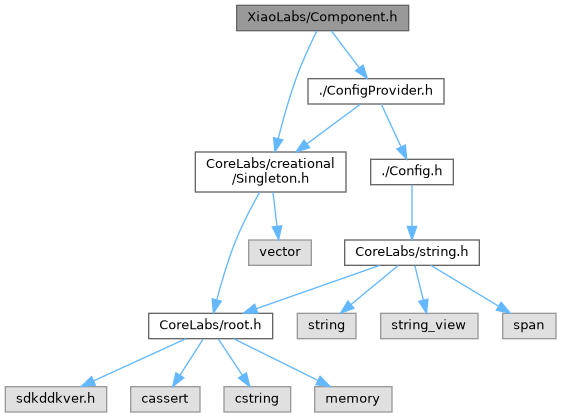 XiaoLabs/Component.h
./ConfigProvider.h
CoreLabs/creational
/Singleton.h
./Config.h
vector
CoreLabs/string.h
CoreLabs/root.h
string
string_view
span
sdkddkver.h
cassert
cstring
memory